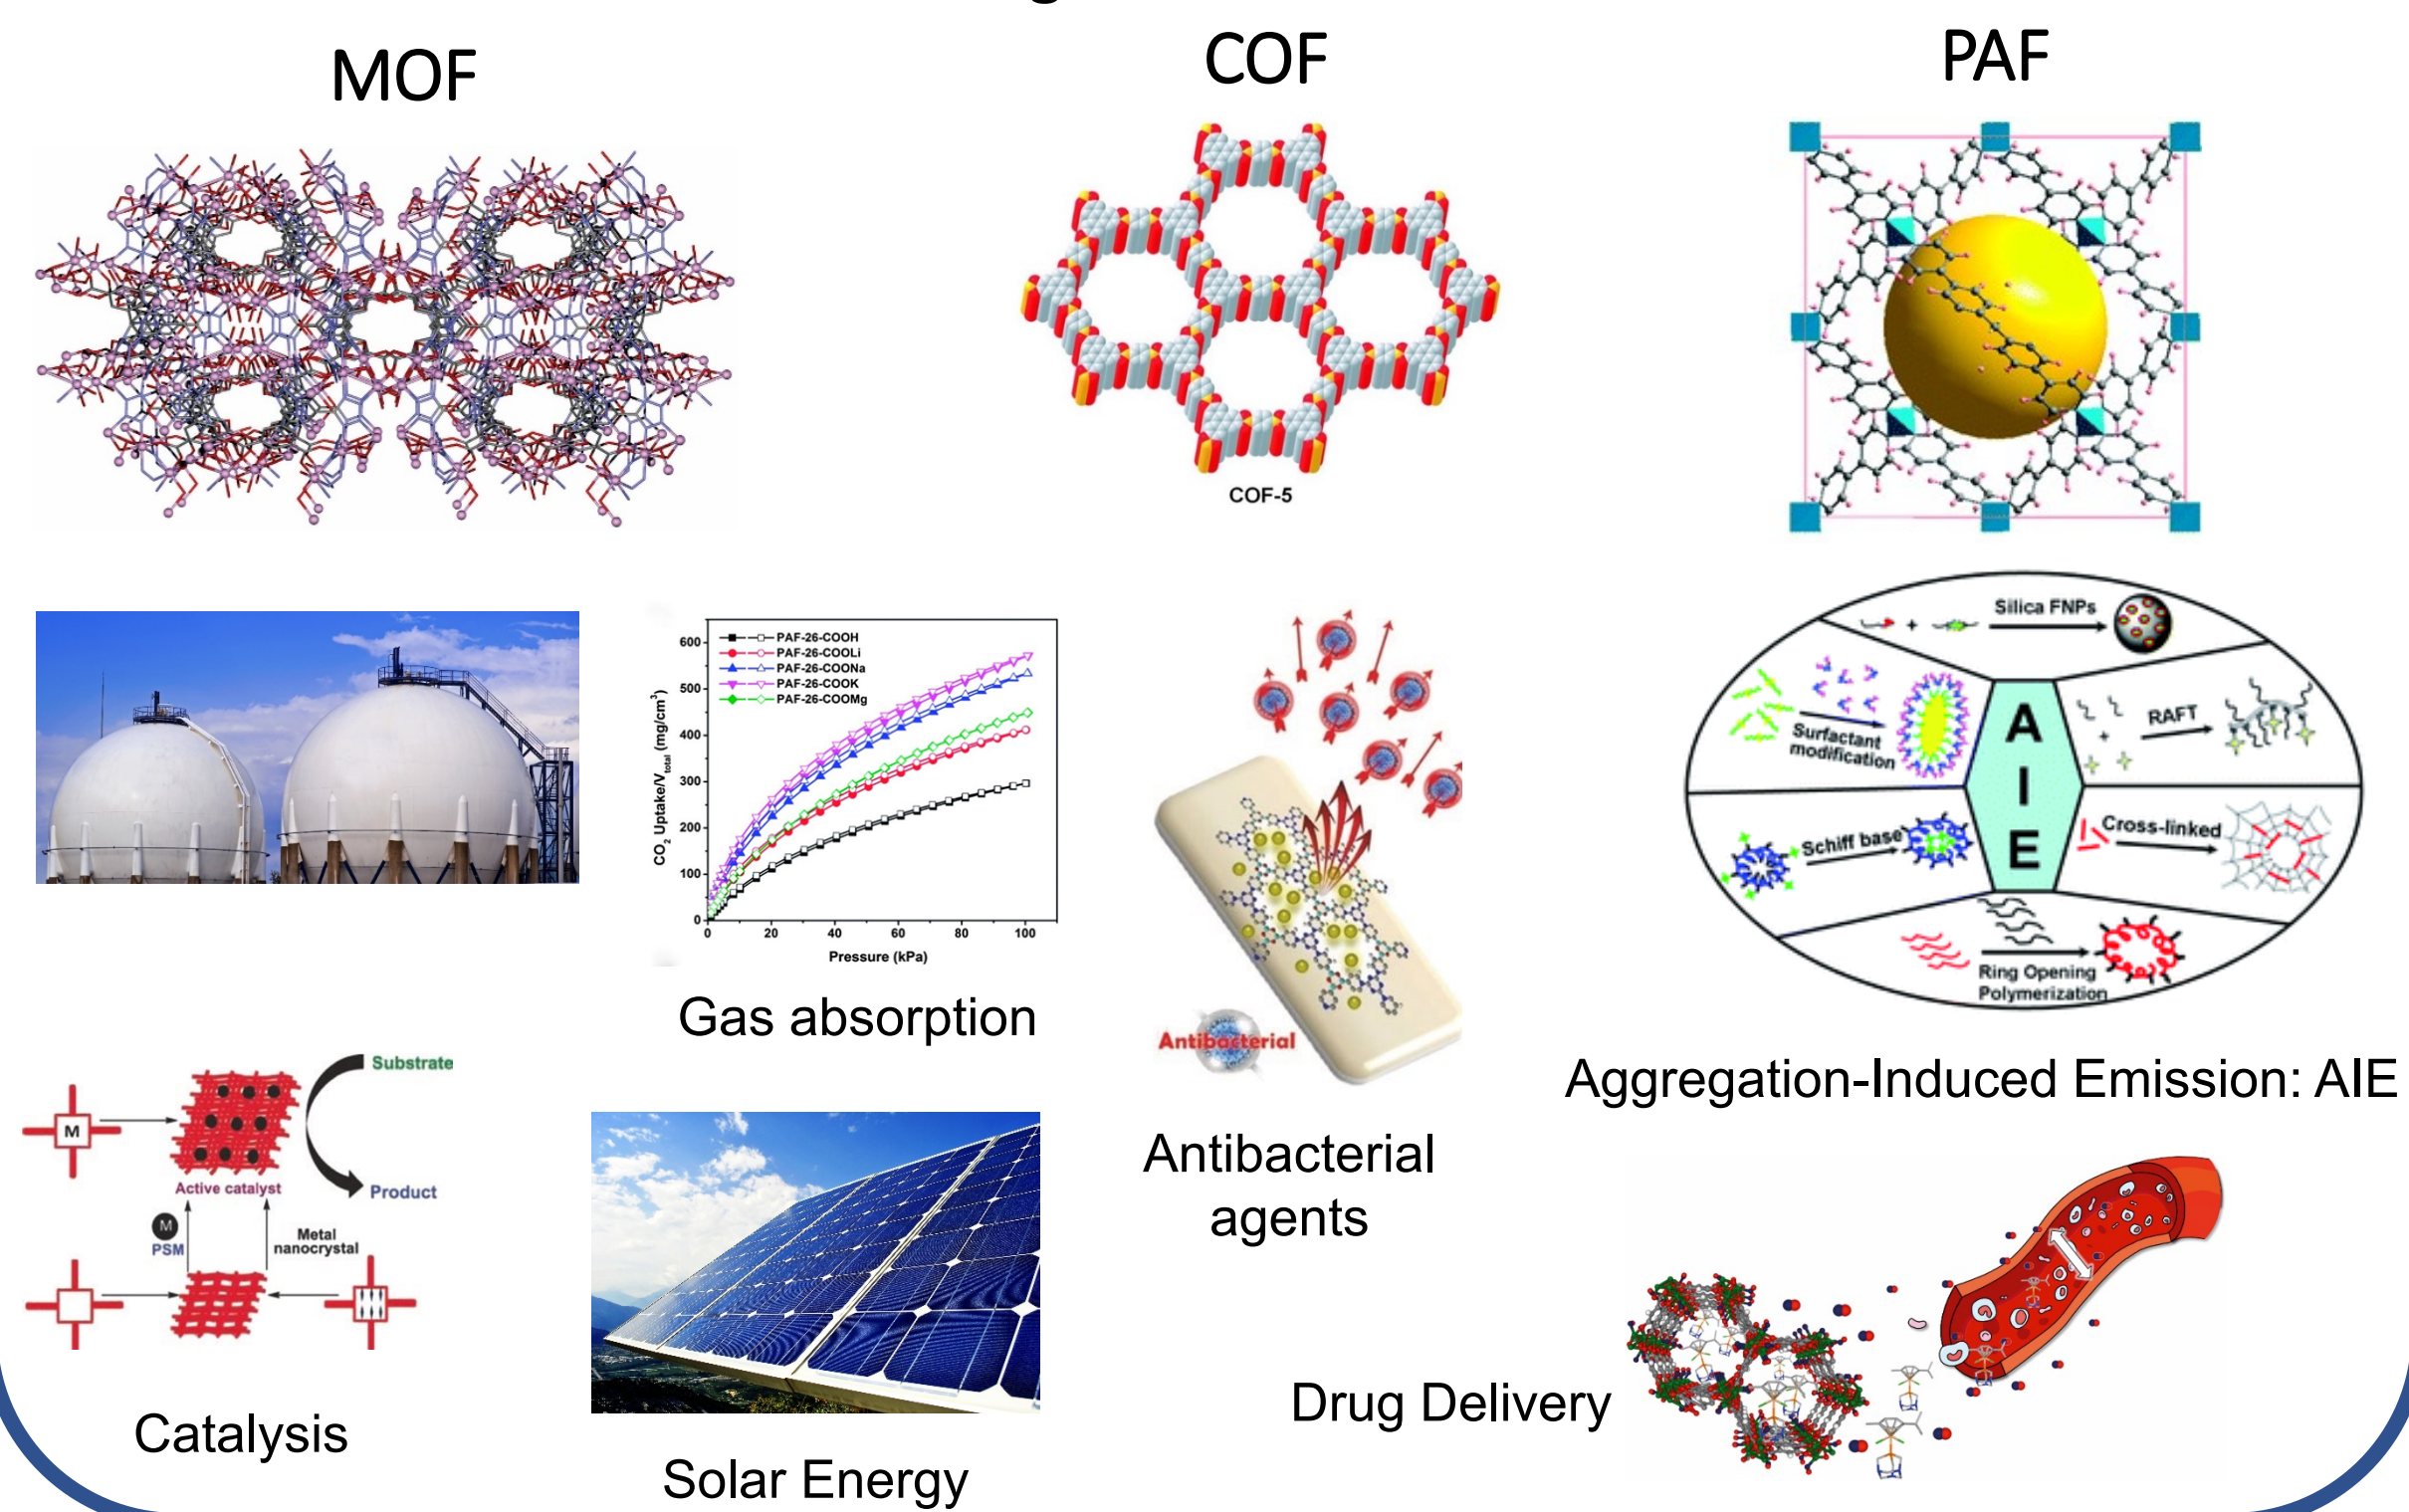 MOF
COF
PAF
COF-5
PAF-26-COOH
PAF-26-COOLi
PAF-26-COONa
PAF-26-COOK
PAF-26-COOMg
CO2 Uptake/Vtotal (mg/cm3)
600
500
400
300
200
100
0
0 20 40 60 80 100
Pressure (kPa)
Gas absorption
Antibacterial
Antibacterial
agents
Silica FNPs
Surfactant
modification
RAFT
A
I
E
Schiff base
Cross-linked
Ring Opening
Polymerization
Aggregation-Induced Emission: AIE
Substrate
M
Active catalyst
Product
M
PSM
Metal
nanocrystal
Catalysis
Solar Energy
Drug Delivery